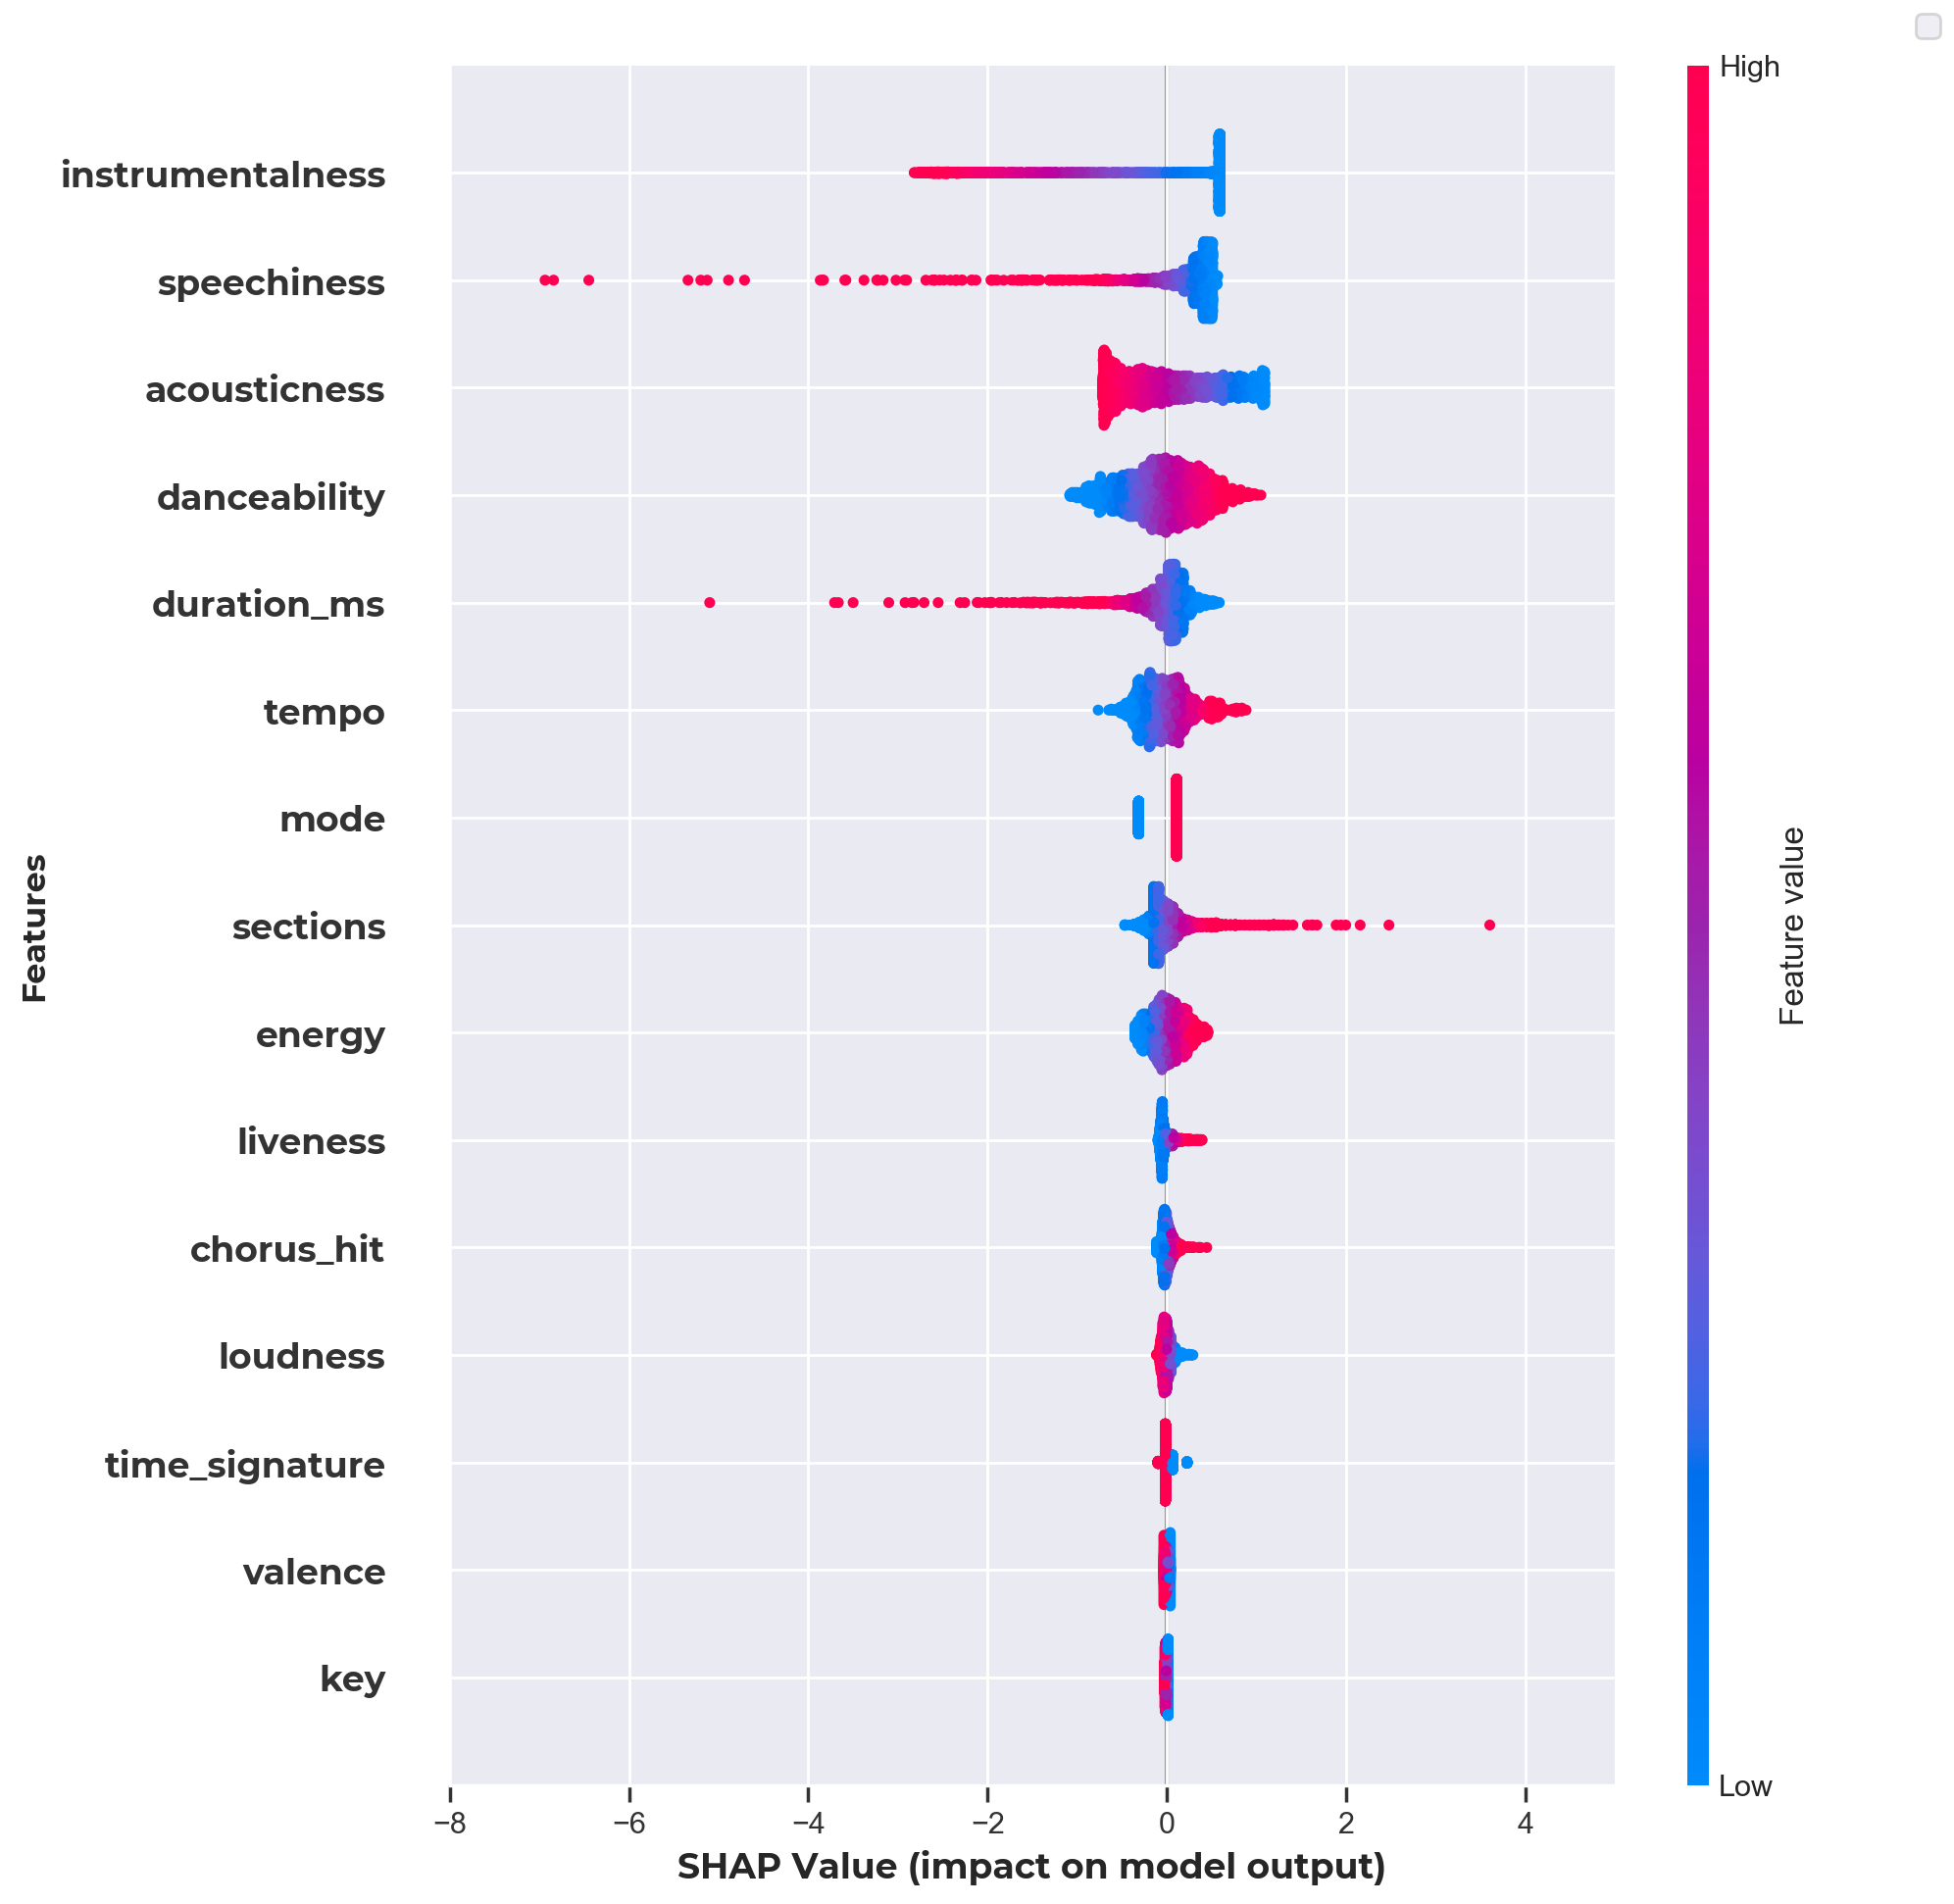 High
instrumentalness
speechiness
acousticness
danceability
duration_ms
tempo
mode
sections
energy
liveness
chorus_hit
loudness
time_signature
valence
key
Features
Feature value
Low
−8 −6 −4 −2 0 2 4
SHAP Value (impact on model output)